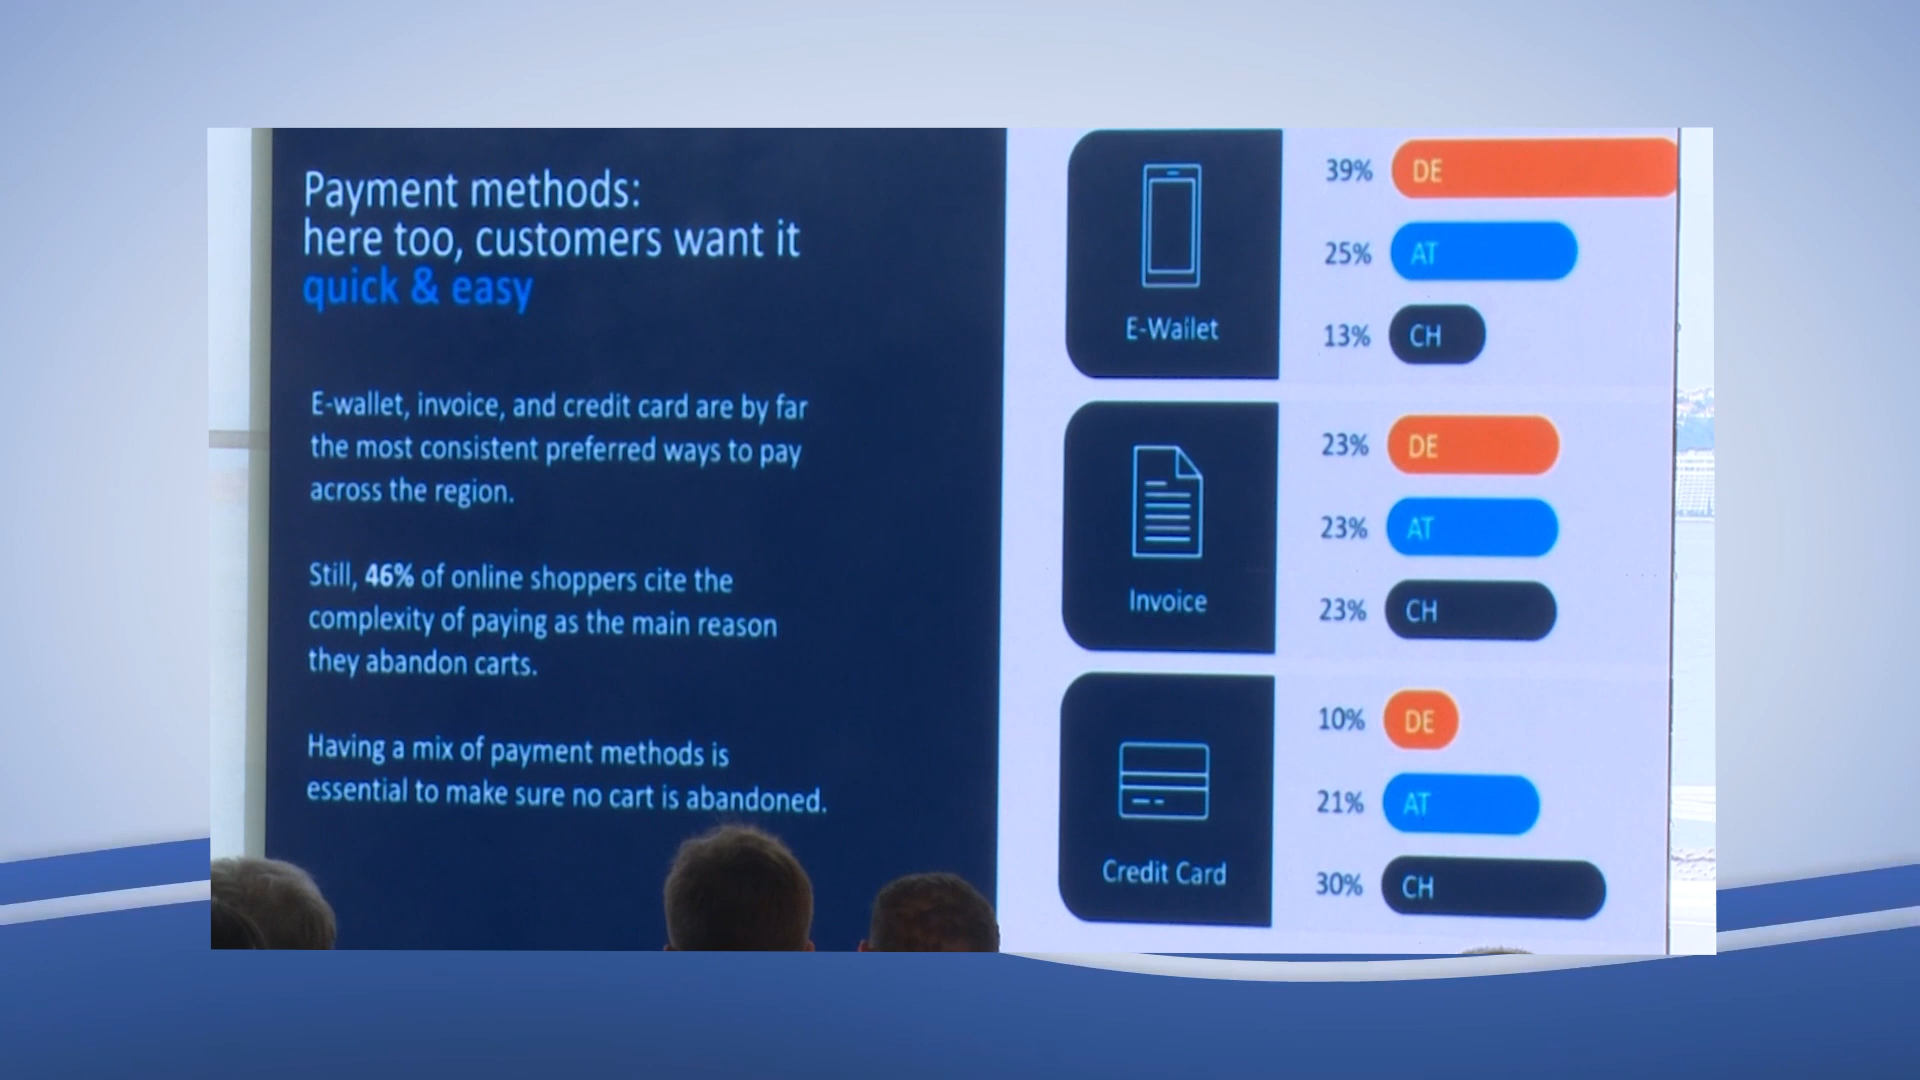 Payment methods:
here too, customers want it
quick & easy
E-wallet, invoice, and credit card are by far
the most consistent preferred ways to pay
across the region.
Still, 46% of online shoppers cite the
complexity of paying as the main reason
they abandon carts.
Having a mix of payment methods is
essential to make sure no cart is abandoned.
E-Wallet
39% DE
25% AT
13% CH
Invoice
23% DE
23% AT
23% CH
Credit Card
10% DE
21% AT
30% CH